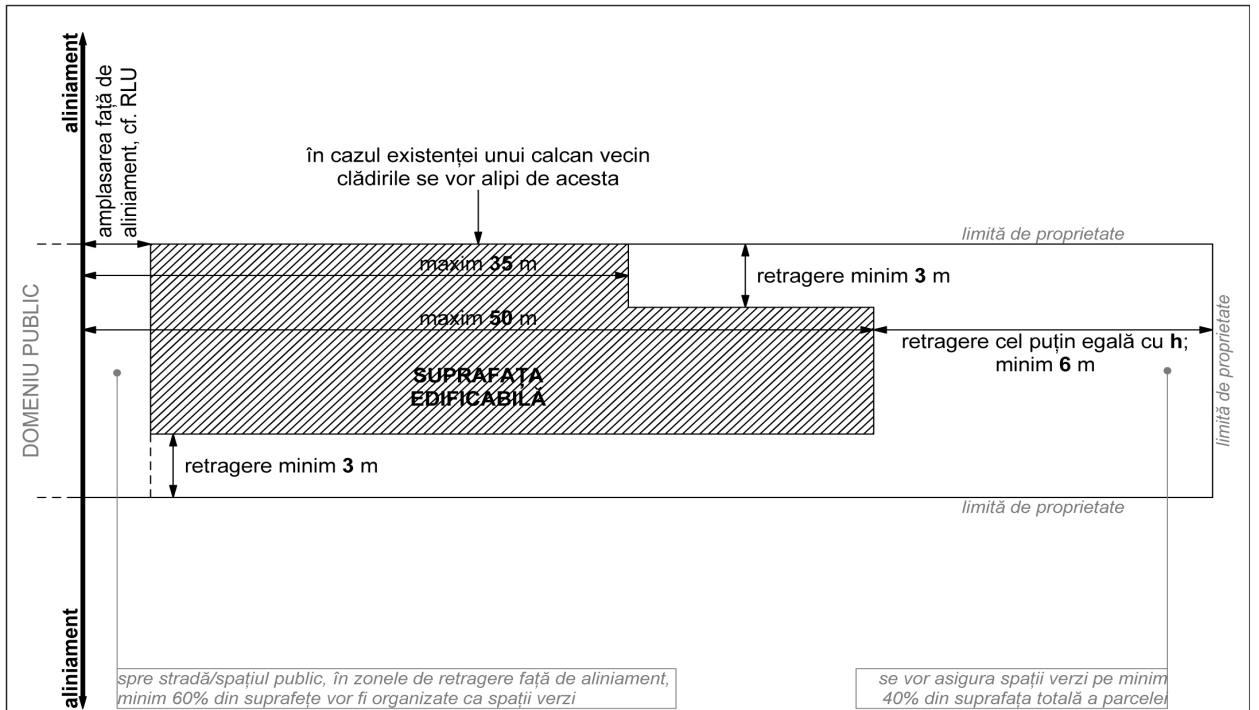 aliniament
amplasarea față de
aliniament, cf. RLU
în cazul existenței unui calcan vecin
clădirile se vor alipi de acesta
limită de proprietate
maxim 35 m
retragere minim 3 m
maxim 50 m
retragere cel puțin egală cu h;
minim 6 m
limită de proprietate
DOMENIU PUBLIC
SUPRAFAȚA
EDIFICABILĂ
retragere minim 3 m
limită de proprietate
aliniament
spre stradă/spațiul public, în zonele de retragere față de aliniament,
minim 60% din suprafețe vor fi organizate ca spații verzi
se vor asigura spații verzi pe minim
40% din suprafața totală a parcelei